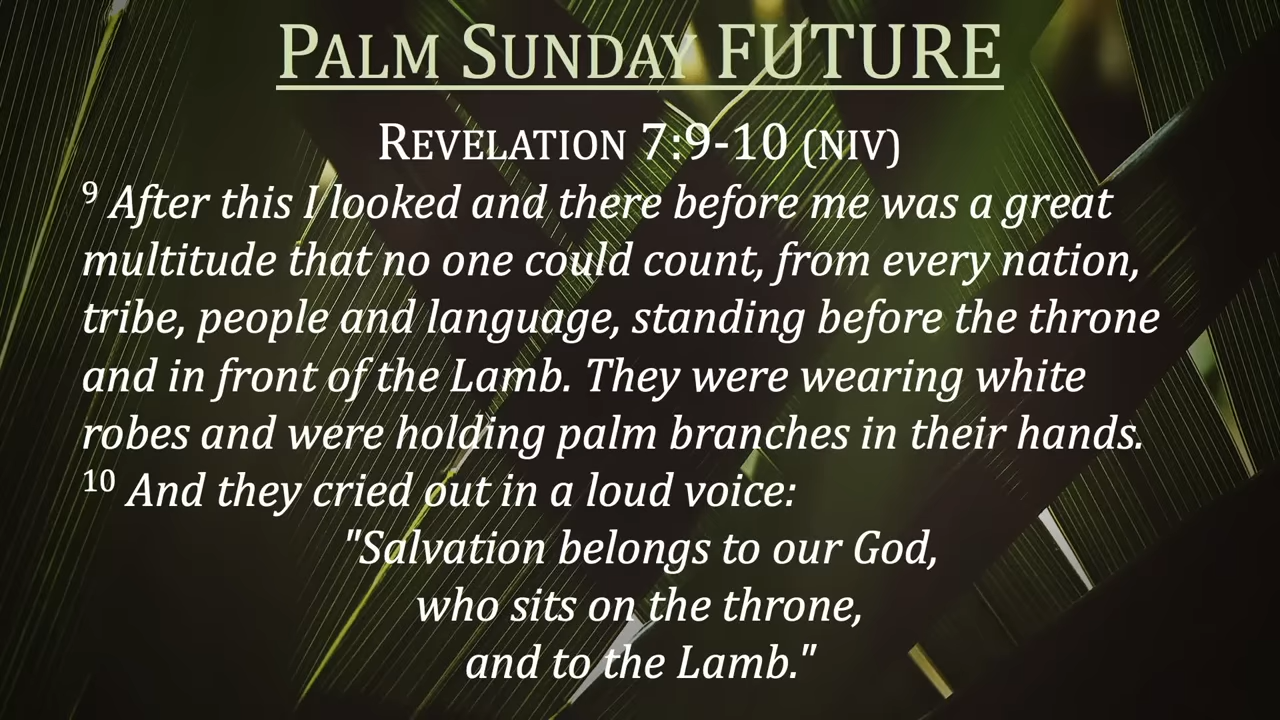 PALM SUNDAY FUTURE
REVELATION 7:9-10 (NIV)
9 After this I looked and there before me was a great
multitude that no one could count, from every nation,
tribe, people and language, standing before the throne
and in front of the Lamb. They were wearing white
robes and were holding palm branches in their hands.
10 And they cried out in a loud voice:
"Salvation belongs to our God,
who sits on the throne,
and to the Lamb."